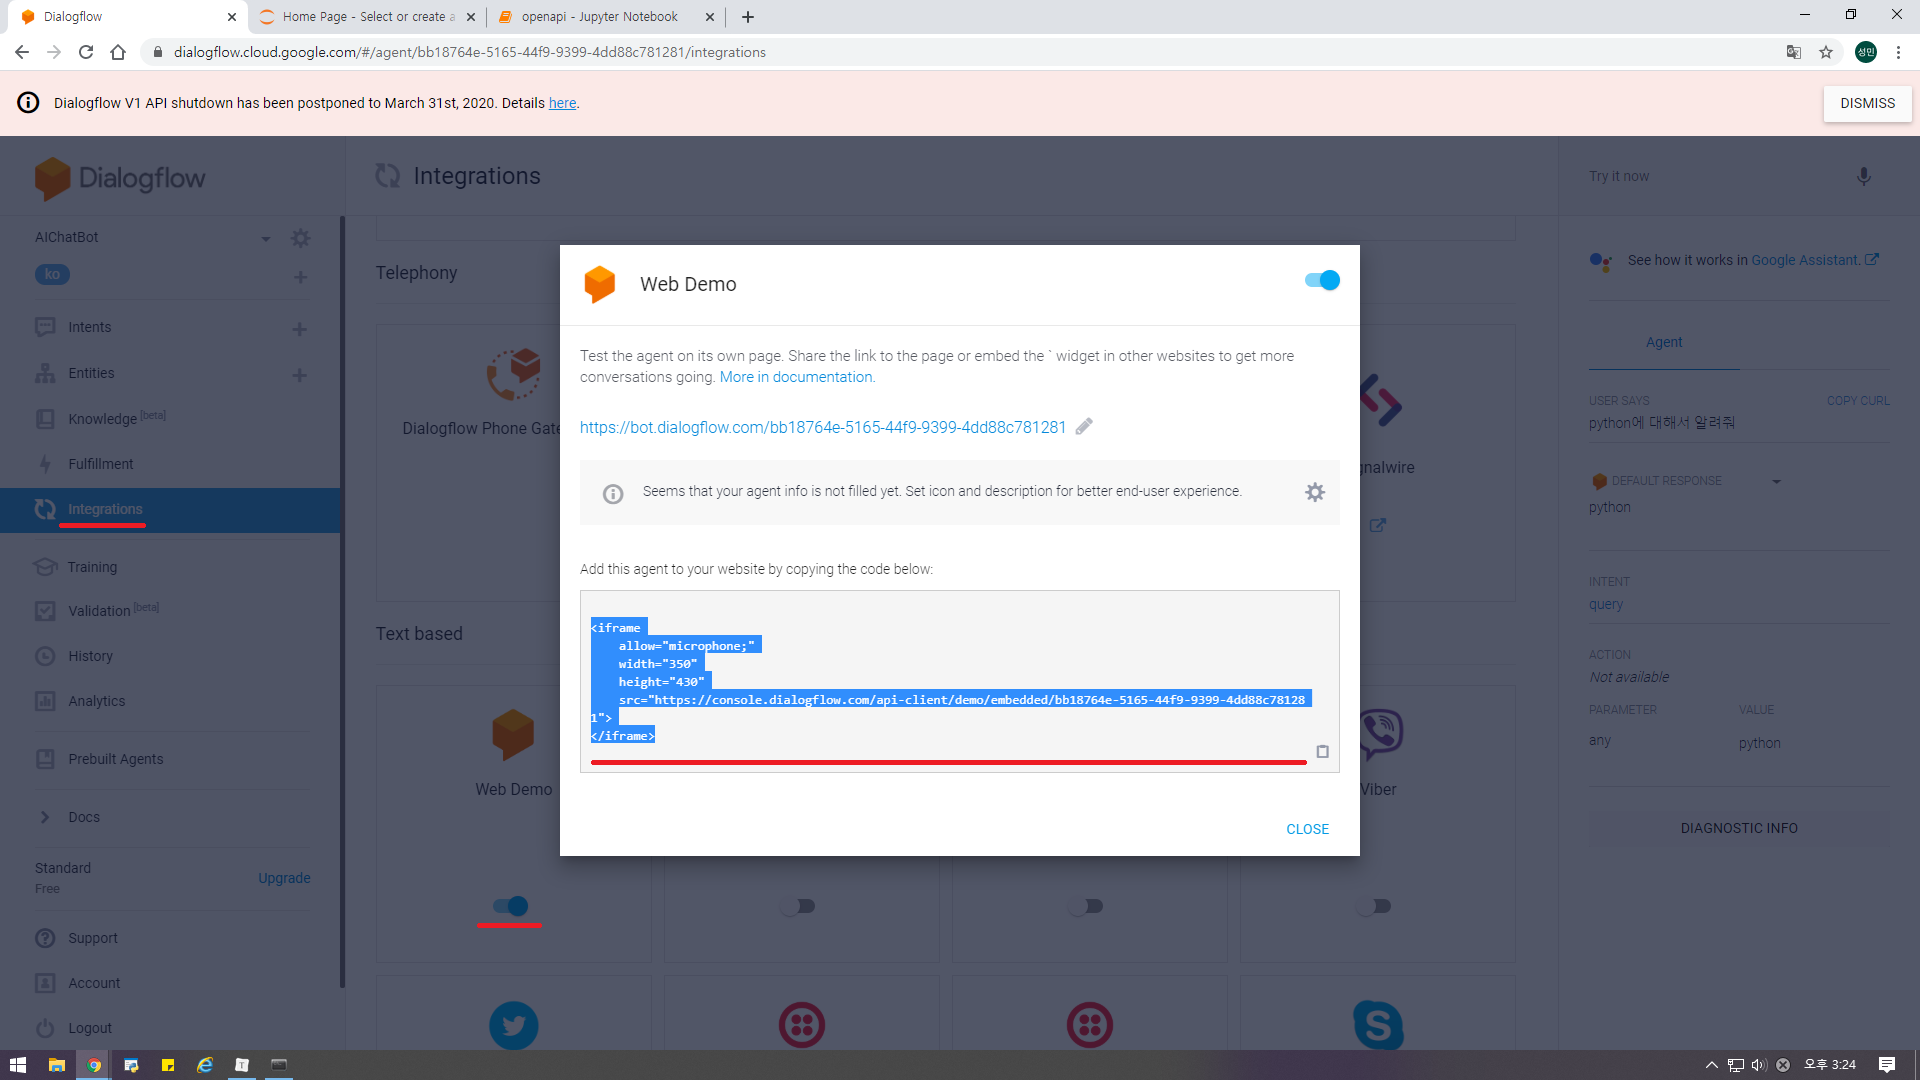 Dialogflow
Home Page - Select or create a
openapi - Jupyter Notebook
dialogflow.cloud.google.com/#/agent/bb18764e-5165-44f9-9399-4dd88c781281/integrations
성민
Dialogflow V1 API shutdown has been postponed to March 31st, 2020. Details here.
DISMISS
Dialogflow
AIChatBot
ko
Intents
Entities
Knowledge [beta]
Fulfillment
Integrations
Training
Validation [beta]
History
Analytics
Prebuilt Agents
Docs
Standard
Free
Upgrade
Support
Account
Logout
Integrations
Telephony
Dialogflow Phone Gate
gnalwire
Text based
Web Demo
Viber
Web Demo
Test the agent on its own page. Share the link to the page or embed the ` widget in other websites to get more
conversations going. More in documentation.
https://bot.dialogflow.com/bb18764e-5165-44f9-9399-4dd88c781281
Seems that your agent info is not filled yet. Set icon and description for better end-user experience.
Add this agent to your website by copying the code below:
<iframe
allow="microphone;"
width="350"
height="430"
src="https://console.dialogflow.com/api-client/demo/embedded/bb18764e-5165-44f9-9399-4dd88c78128
1">
</iframe>
CLOSE
Try it now
See how it works in Google Assistant.
Agent
USER SAYS
COPY CURL
python에 대해서 알려줘
DEFAULT RESPONSE
python
INTENT
query
ACTION
Not available
PARAMETER
VALUE
any
python
DIAGNOSTIC INFO
T
오후 3:24